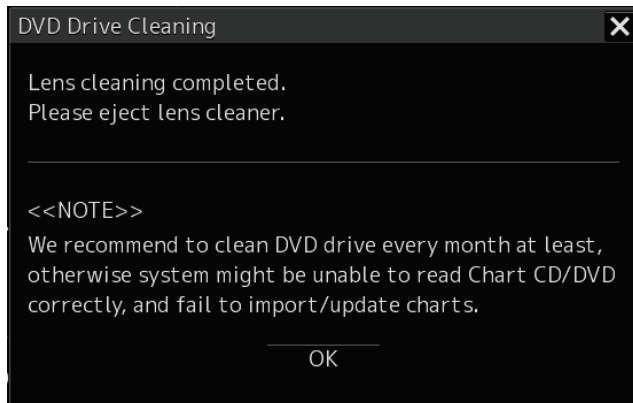 DVD Drive Cleaning
Lens cleaning completed.
Please eject lens cleaner.
<<NOTE>>
We recommend to clean DVD drive every month at least,
otherwise system might be unable to read Chart CD/DVD
correctly, and fail to import/update charts.
OK